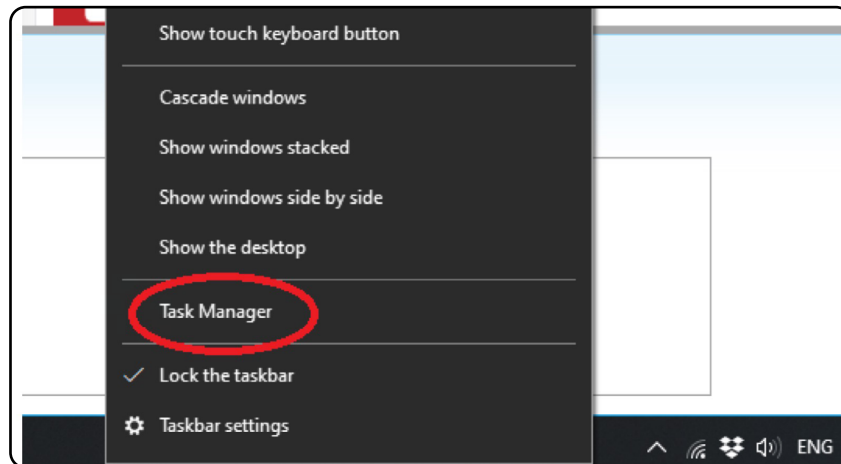 Show touch keyboard button
Cascade windows
Show windows stacked
Show windows side by side
Show the desktop
Task Manager
Lock the taskbar
Taskbar settings
ENG